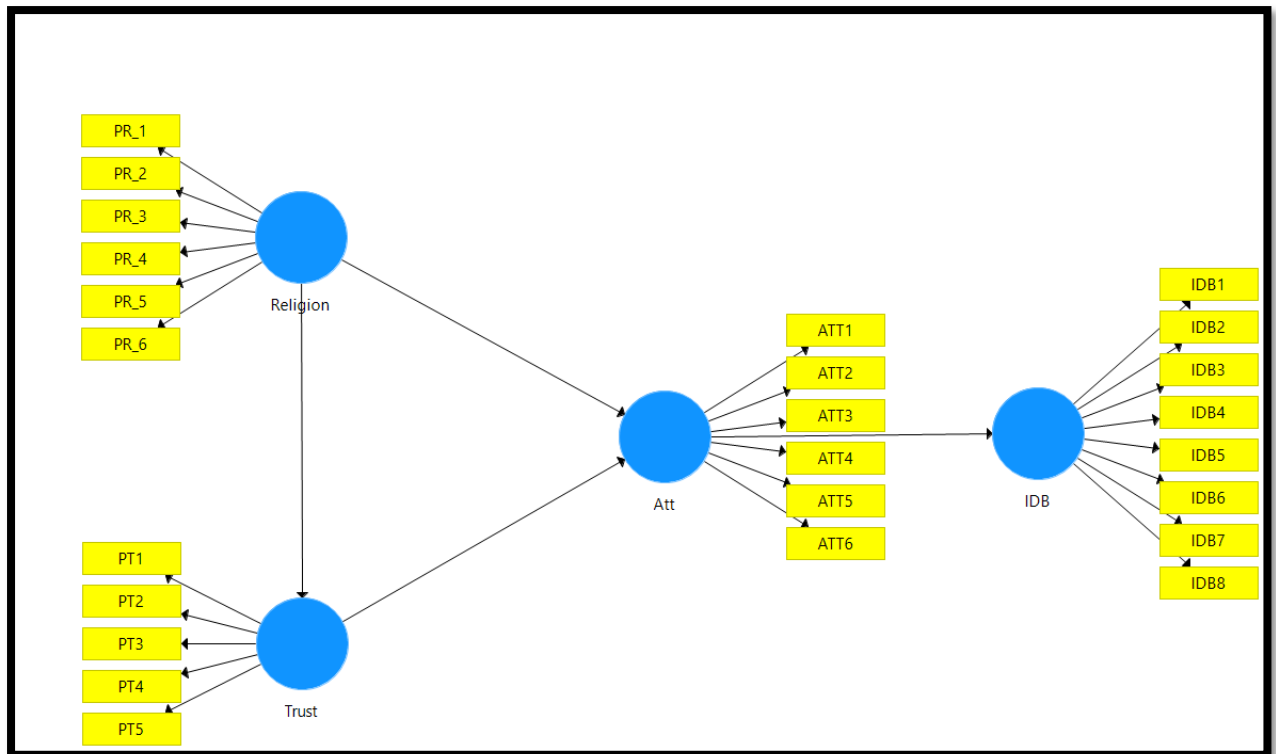 PR_1
PR_2
PR_3
PR_4
PR_5
PR_6
Religion
PT1
PT2
PT3
PT4
PT5
Trust
Att
ATT1
ATT2
ATT3
ATT4
ATT5
ATT6
IDB
IDB1
IDB2
IDB3
IDB4
IDB5
IDB6
IDB7
IDB8